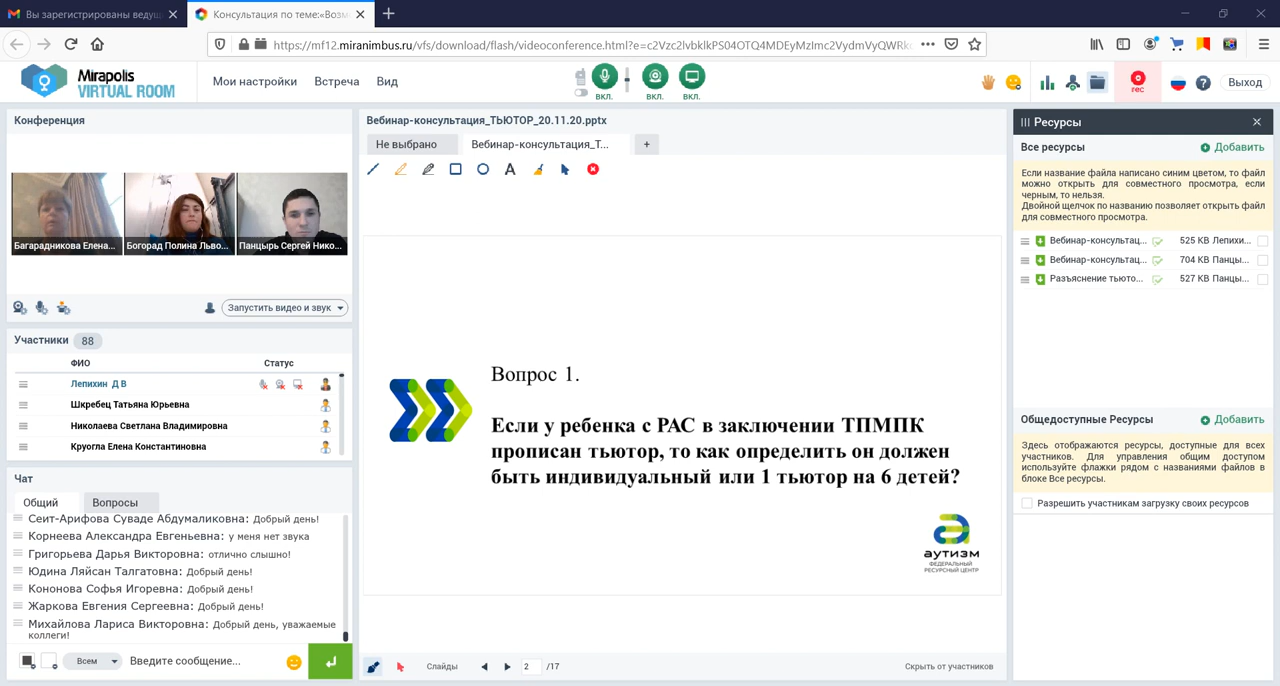 Вы зарегистрированы ведущ
Консультация по теме:«Возм
https://mf12.miranimbus.ru/vfs/download/flash/videoconference.html?e=
Mirapolis
VIRTUAL ROOM
Мои настройки
Встреча
Вид
вкл.
вкл.
вкл.
rec
Выход
Конференция
Багарадникова Елена...
Богорад Полина Льво...
Панцырь Сергей Нико...
Запустить видео и звук
Участники 88
ФИО Статус
Лепихин Д В
Шкребец Татьяна Юрьевна
Николаева Светлана Владимировна
Круогла Елена Константиновна
Чат
Общий Вопросы
Сеит-Арифова Суваде Абдумаликовна: Добрый день!
Корнеева Александра Евгеньевна: у меня нет звука
Григорьева Дарья Викторовна: отлично слышно!
Юдина Ляйсан Талгатовна: Добрый день!
Кононова Софья Игоревна: Добрый день!
Жаркова Евгения Сергеевна: Добрый день!
Михайлова Лариса Викторовна: Добрый день, уважаемые
коллеги!
Всем
Введите сообщение...
Вебинар-консультация_ТЬЮТОР_20.11.20.pptx
Не выбрано
Вебинар-консультация_Т...
+
A
Вопрос 1.
Если у ребенка с РАС в заключении ТПМПК
прописан тьютор, то как определить он должен
быть индивидуальный или 1 тьютор на 6 детей?
аутизм
ФЕДЕРАЛЬНЫЙ
РЕСУРСНЫЙ ЦЕНТР
Слайды
2 /17
Скрыть от участников
Ресурсы
Все ресурсы
Добавить
Если название файла написано синим цветом, то файл
можно открыть для совместного просмотра, если
черным, то нельзя.
Двойной щелчок по названию позволяет открыть файл
для совместного просмотра.
Вебинар-консультац... 525 KB Лепихи...
Вебинар-консультац... 704 KB Панцы...
Разъяснение тьюто... 527 KB Панцы...
Общедоступные Ресурсы
Добавить
Здесь отображаются ресурсы, доступные для всех
участников. Для управления общим доступом
используйте флажки рядом с названиями файлов в
блоке Все ресурсы.
Разрешить участникам загрузку своих ресурсов